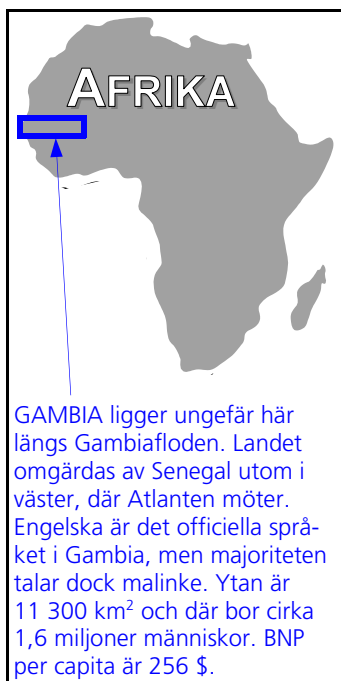 AFRIKA
GAMBIA ligger ungefär här
längs Gambiafloden. Landet
omgärdas av Senegal utom i
väster, där Atlanten möter.
Engelska är det officiella språ-
ket i Gambia, men majoriteten
talar dock malinke. Ytan är
11 300 km² och där bor cirka
1,6 miljoner människor. BNP
per capita är 256 $.